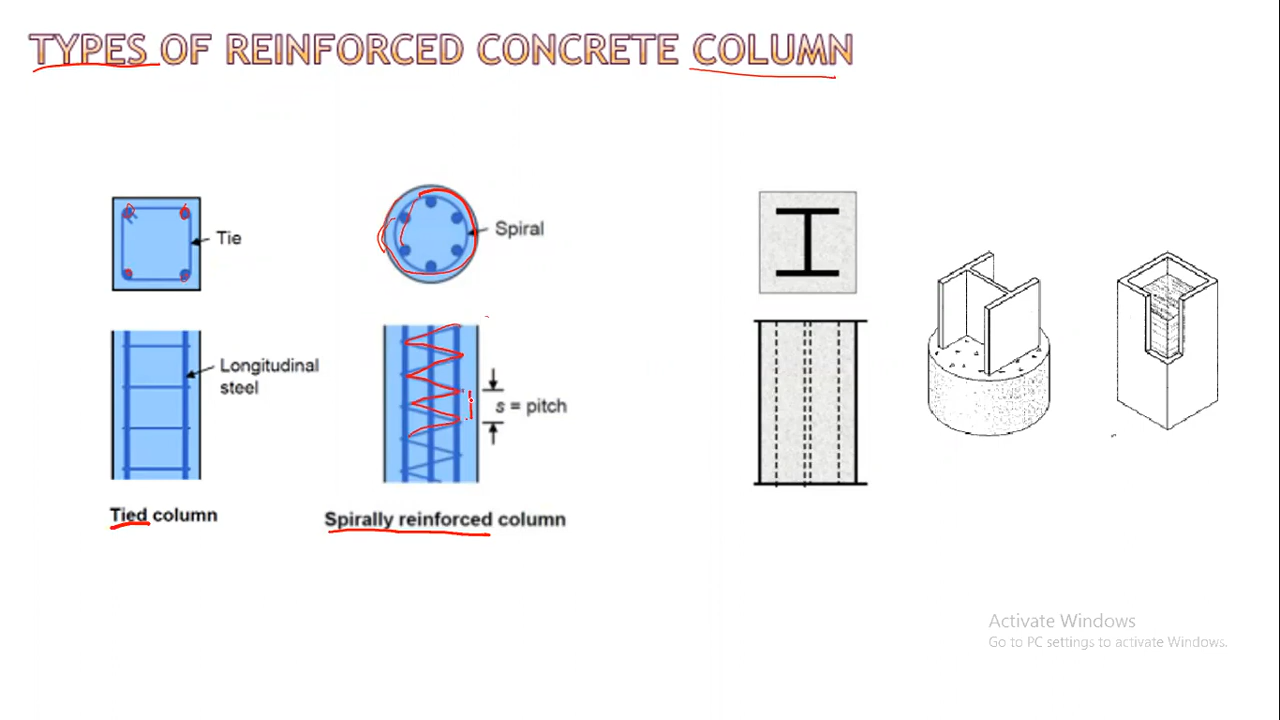 TYPES OF REINFORCED CONCRETE COLUMN
Tie
Spiral
Longitudinal
steel
s = pitch
Tied column
Spirally reinforced column
Activate Windows
Go to PC settings to activate Windows.